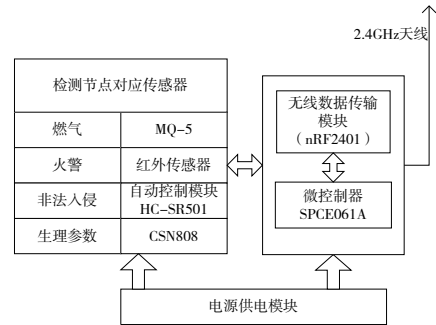 2.4GHz天线
检测节点对应传感器
燃气 MQ-5
火警 红外传感器
非法入侵 自动控制模块
HC-SR501
生理参数 CSN808
无线数据传输
模块
（nRF2401）
微控制器
SPCE061A
电源供电模块